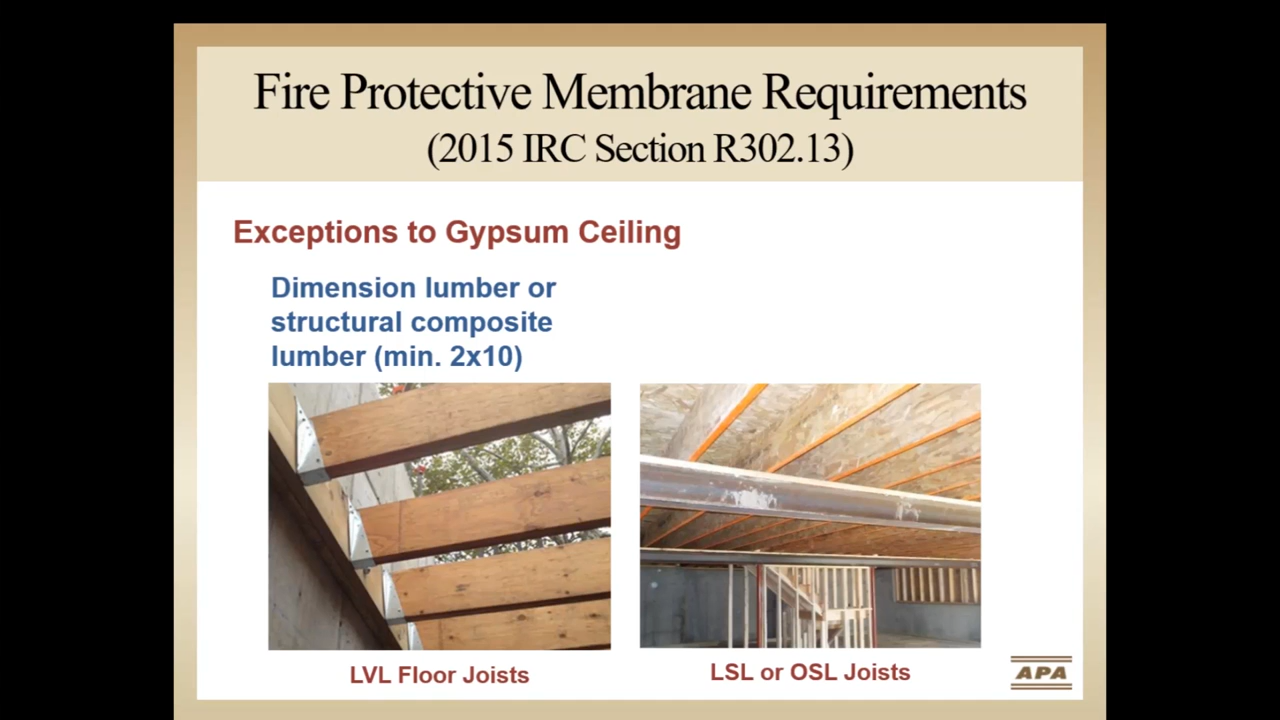 Fire Protective Membrane Requirements
(2015 IRC Section R302.13)
Exceptions to Gypsum Ceiling
Dimension lumber or
structural composite
lumber (min. 2x10)
LVL Floor Joists
LSL or OSL Joists
APA